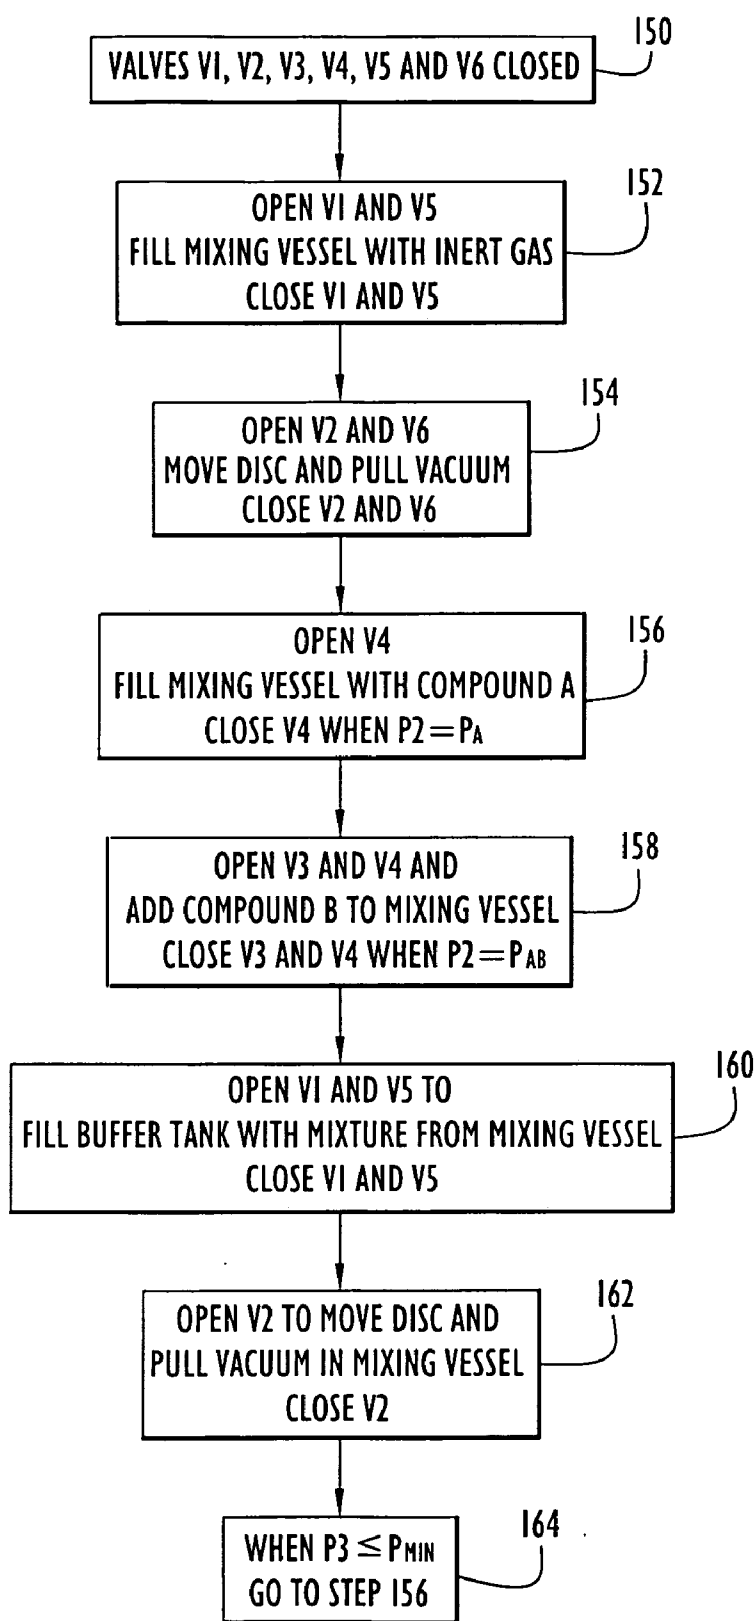 150
VALVES V1, V2, V3, V4, V5 AND V6 CLOSED
152
OPEN V1 AND V5
FILL MIXING VESSEL WITH INERT GAS
CLOSE V1 AND V5
154
OPEN V2 AND V6
MOVE DISC AND PULL VACUUM
CLOSE V2 AND V6
156
OPEN V4
FILL MIXING VESSEL WITH COMPOUND A
CLOSE V4 WHEN P2=PA
158
OPEN V3 AND V4 AND
ADD COMPOUND B TO MIXING VESSEL
CLOSE V3 AND V4 WHEN P2=PAB
160
OPEN V1 AND V5 TO
FILL BUFFER TANK WITH MIXTURE FROM MIXING VESSEL
CLOSE V1 AND V5
162
OPEN V2 TO MOVE DISC AND
PULL VACUUM IN MIXING VESSEL
CLOSE V2
164
WHEN P3 ≤ PMIN
GO TO STEP 156